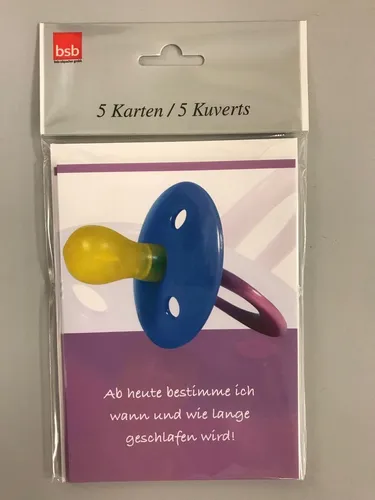 bsb
5 Karten / 5 Kuverts
Ab heute bestimme ich
wann und wie lange
geschlafen wird!